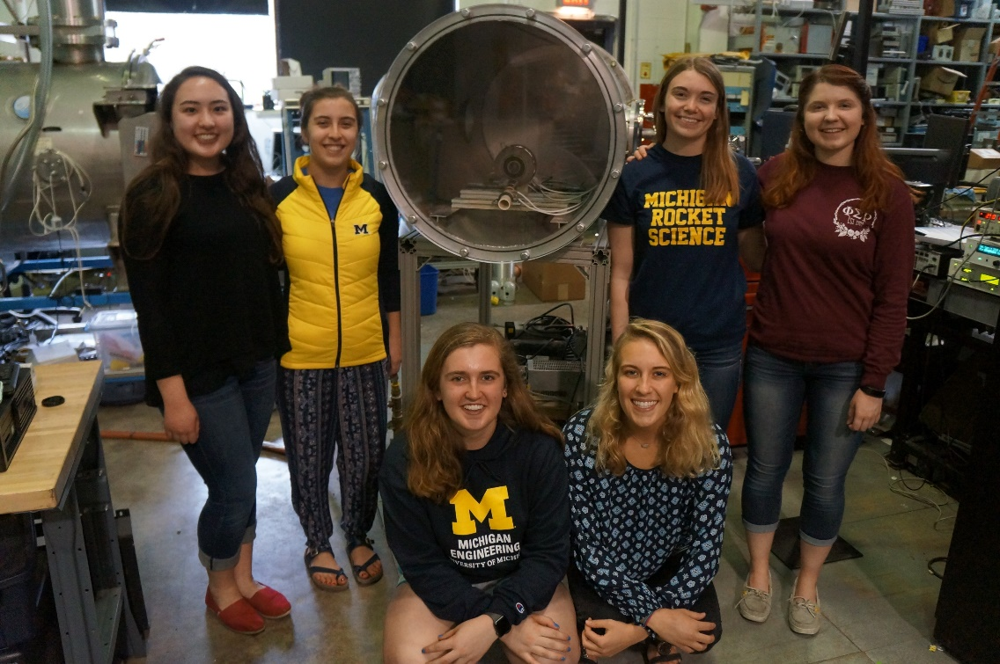 M
MICHIGAN
ROCKET
SCIENCE
ΦΣΡ
M
MICHIGAN
ENGINEERING